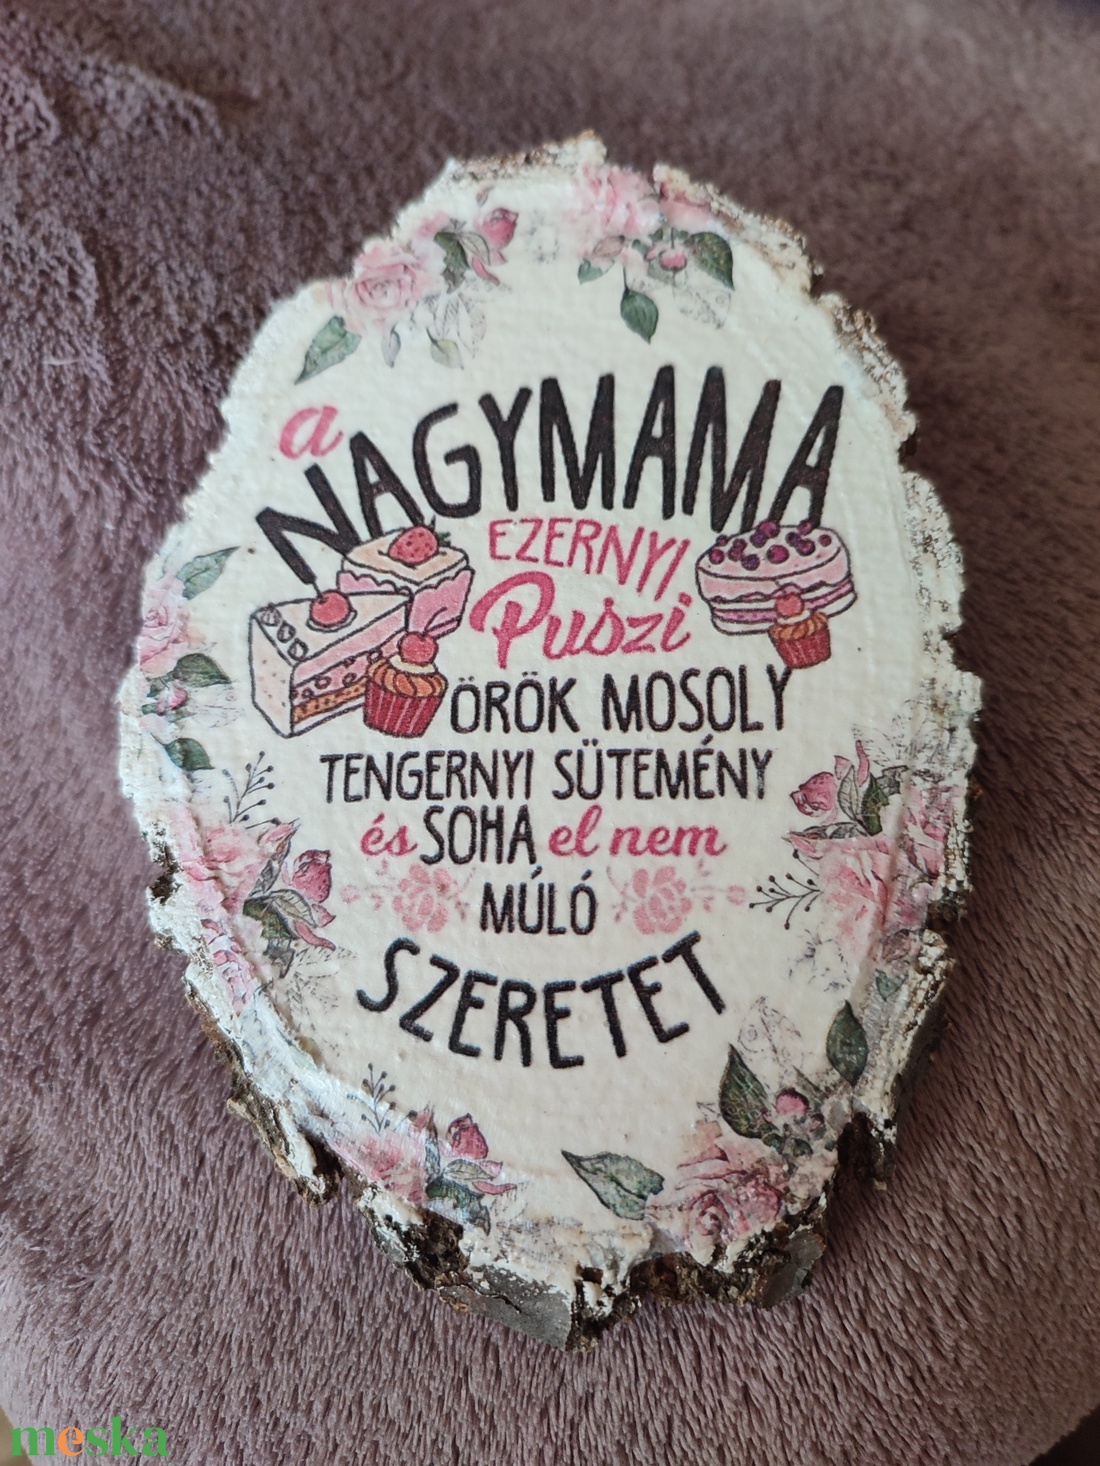 a
NAGYMAMA
EZERNYI
Puszi
ÖRÖK MOSOLY
TENGERNYI SÜTEMÉNY
és SOHA el nem
MÚLÓ
SZERETET
meska